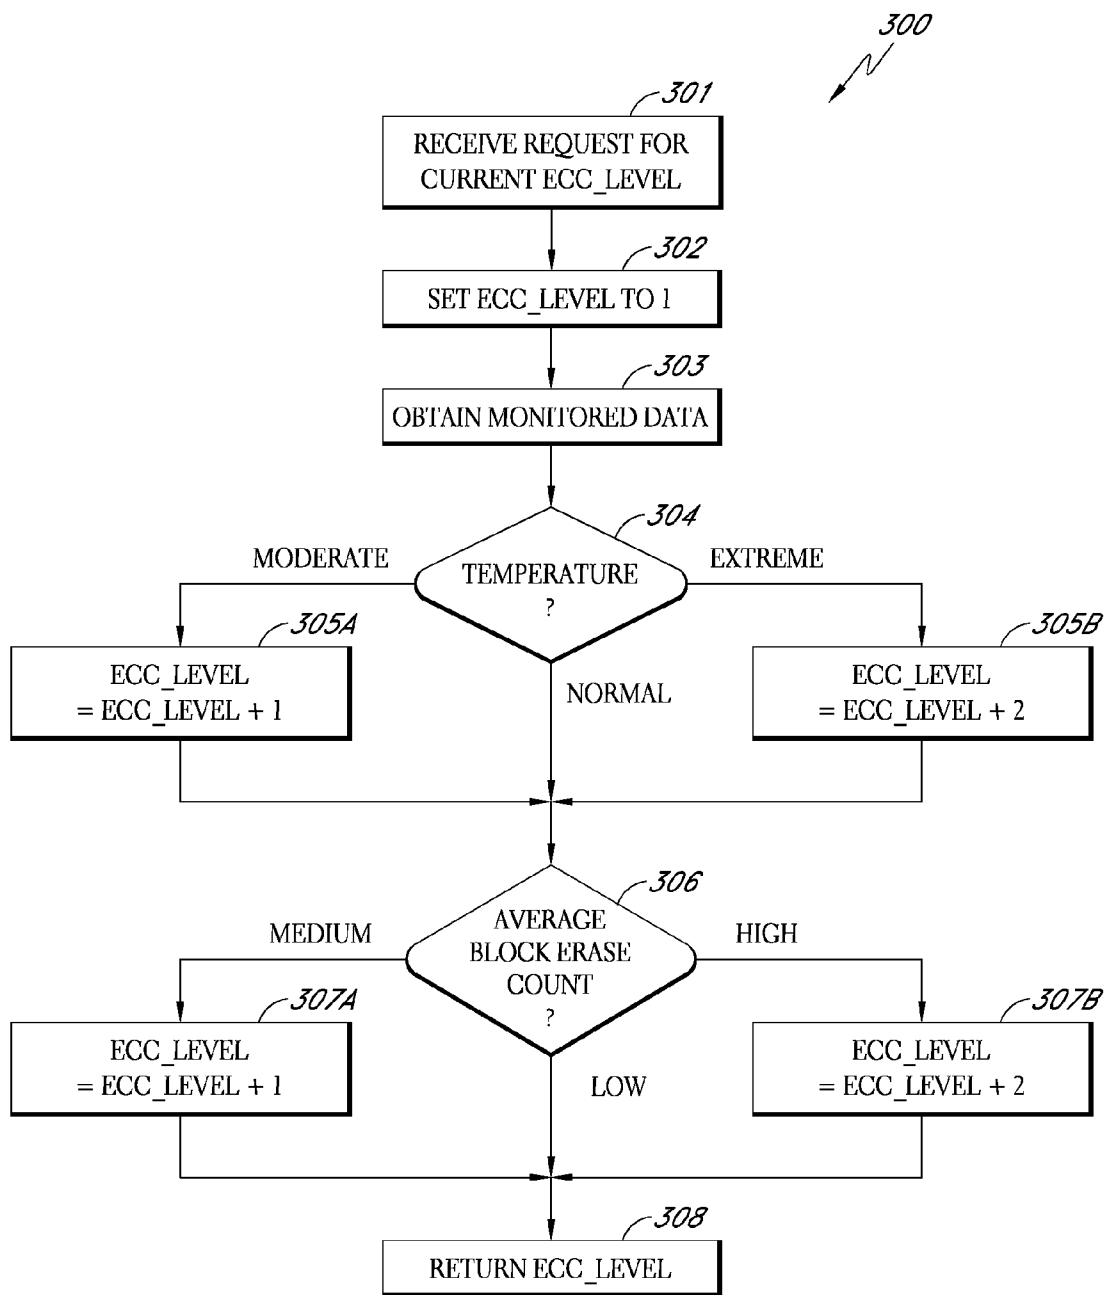 300
301
RECEIVE REQUEST FOR
CURRENT ECC_LEVEL
302
SET ECC_LEVEL TO 1
303
OBTAIN MONITORED DATA
304
MODERATE
EXTREME
TEMPERATURE
?
305A
305B
ECC_LEVEL
= ECC_LEVEL + 1
NORMAL
ECC_LEVEL
= ECC_LEVEL + 2
306
MEDIUM
HIGH
AVERAGE
BLOCK ERASE
COUNT
?
307A
307B
ECC_LEVEL
= ECC_LEVEL + 1
LOW
ECC_LEVEL
= ECC_LEVEL + 2
308
RETURN ECC_LEVEL